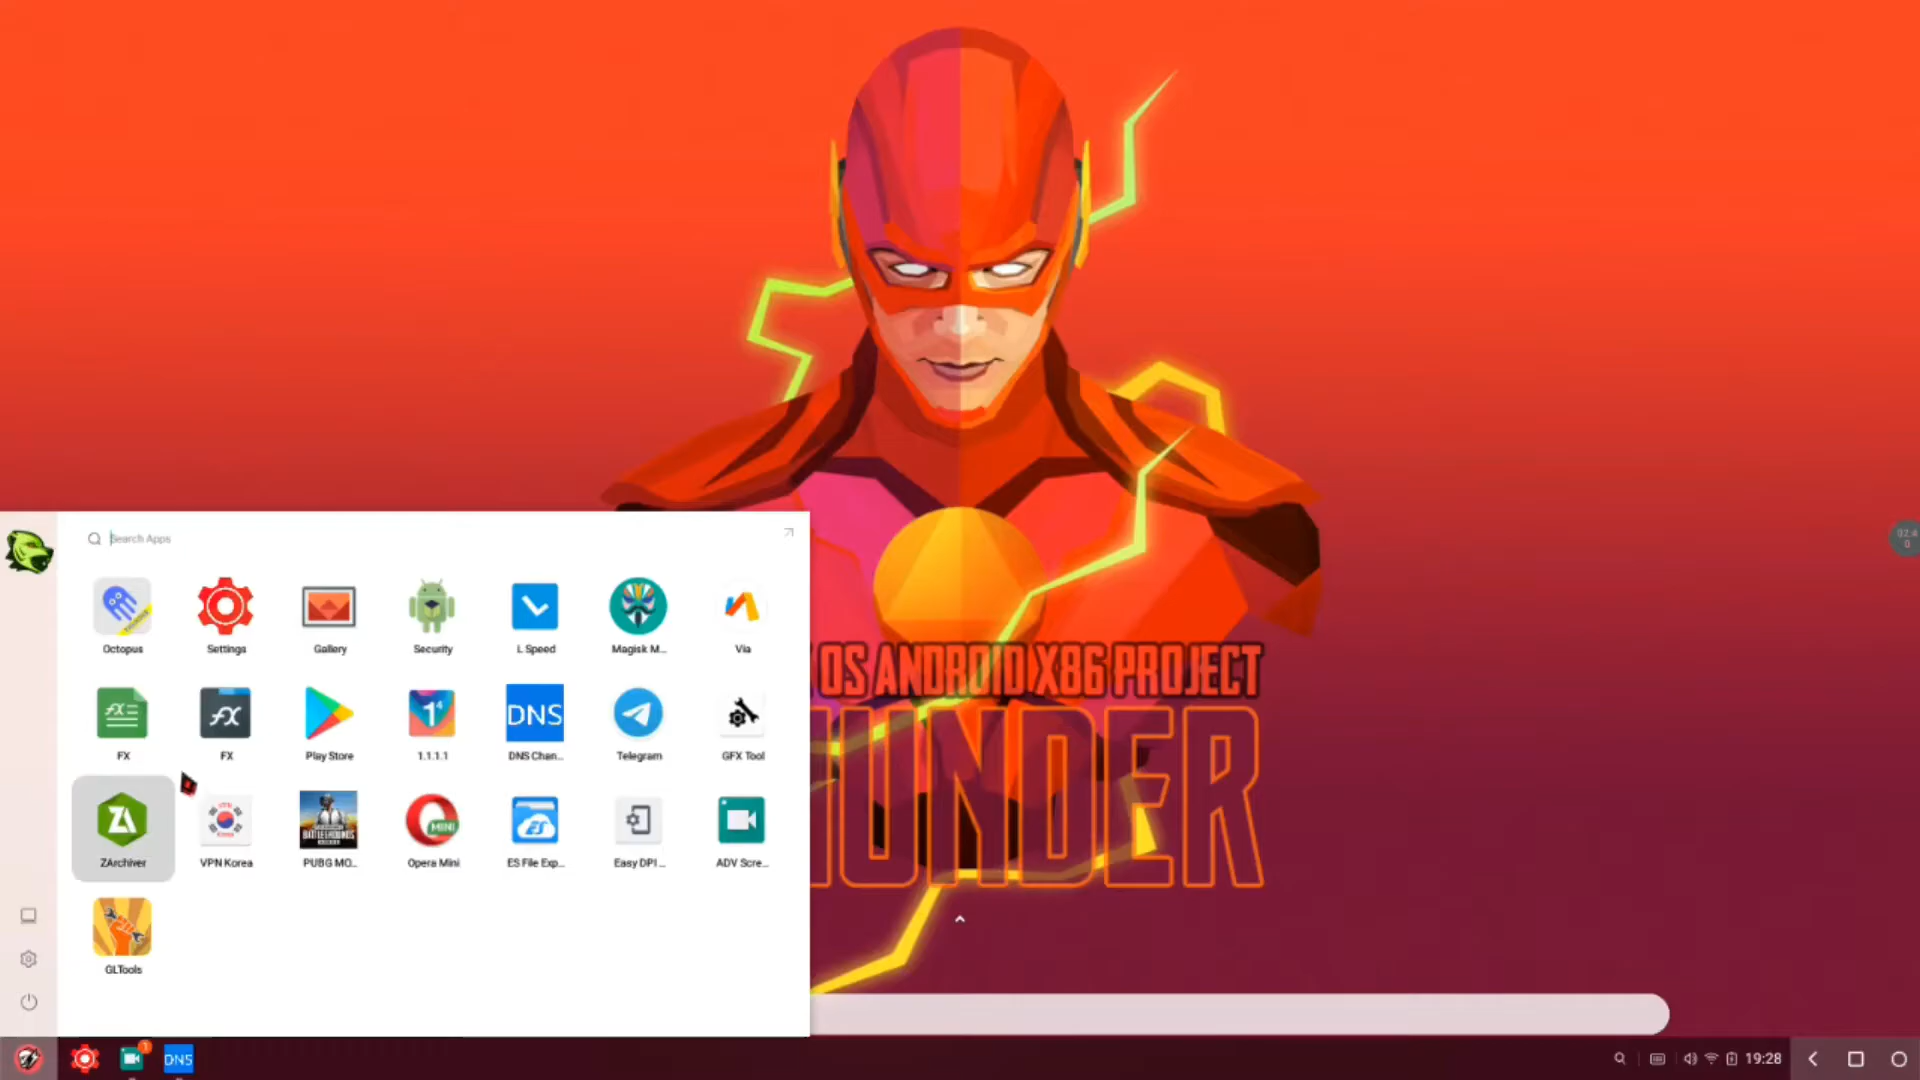 Search Apps
Octopus
Settings
Gallery
Security
L Speed
Magisk M...
Via
FX
FX
Play Store
1.1.1.1
DNS Chan...
Telegram
GFX Tool
ZArchiver
VPN Korea
PUBG MO...
Opera Mini
ES File Exp...
Easy DPI ...
ADV Scre...
GLTools
OS ANDROID X86 PROJECT
UNDER
DNS
19:28